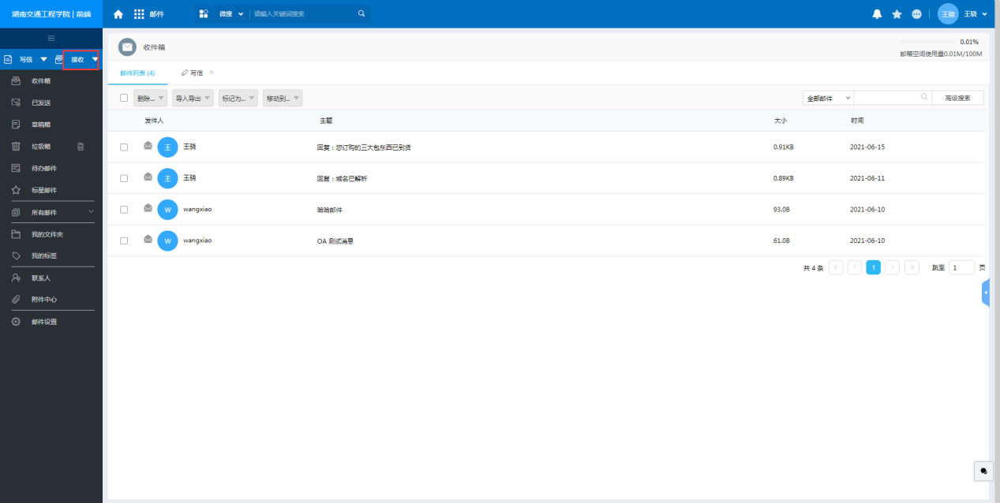 湖南交通工程学院 | 前端
邮件
微搜
请输入关键词搜索
王骁
王骁
写信
接收
收件箱
已发送
草稿箱
垃圾箱
待办邮件
标星邮件
所有邮件
我的文件夹
我的标签
联系人
附件中心
邮件设置
收件箱
0.01%
邮箱空间使用量0.01M/100M
邮件列表 (4)
写信 ×
删除... 导入导出 标记为... 移动到...
全部邮件
高级搜索
发件人 主题 大小 时间
王 王骁 回复：您订购的三大包东西已到货 0.91KB 2021-06-15
王 王骁 回复：域名已解析 0.89KB 2021-06-11
W wangxiao 哈哈邮件 93.0B 2021-06-10
W wangxiao OA 测试消息 61.0B 2021-06-10
共 4 条 1 跳至 1 页